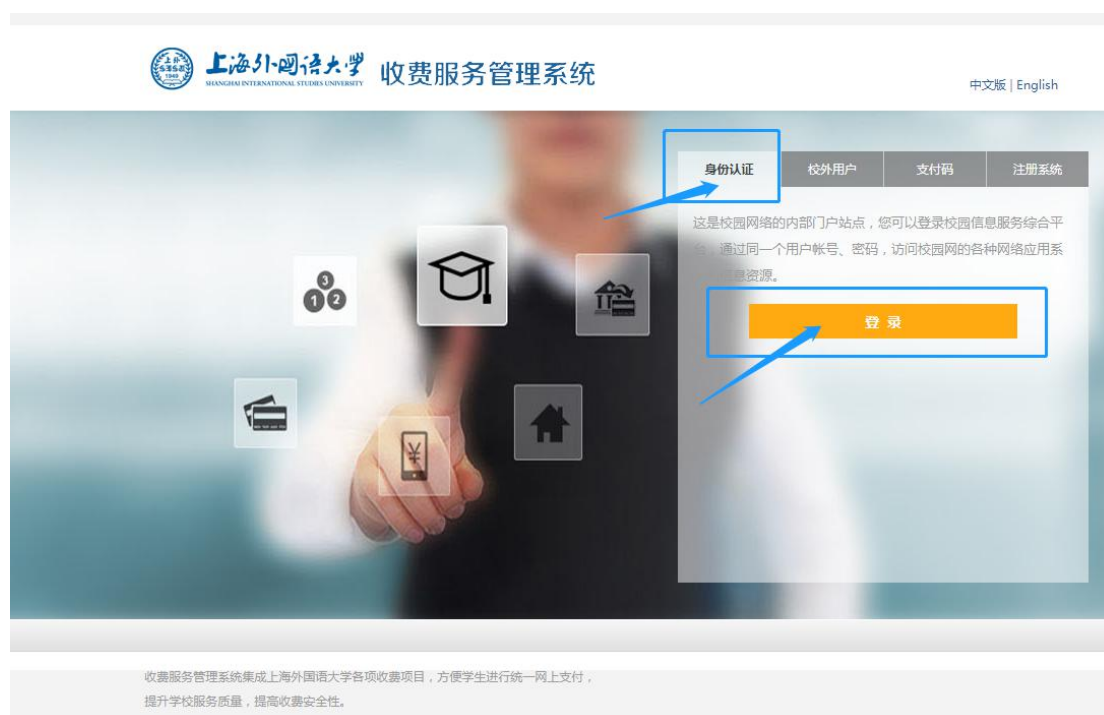 上海外国语大学
SHANGHAI INTERNATIONAL STUDIES UNIVERSITY
收费服务管理系统
中文版 | English
身份认证 校外用户 支付码 注册系统
这是校园网络的内部门户站点，您可以登录校园信息服务综合平
，通过同一个用户帐号、密码，访问校园网的各种网络应用系
息资源。
登 录
3
1 2
¥
收费服务管理系统集成上海外国语大学各项收费项目，方便学生进行统一网上支付，
提升学校服务质量，提高收费安全性。